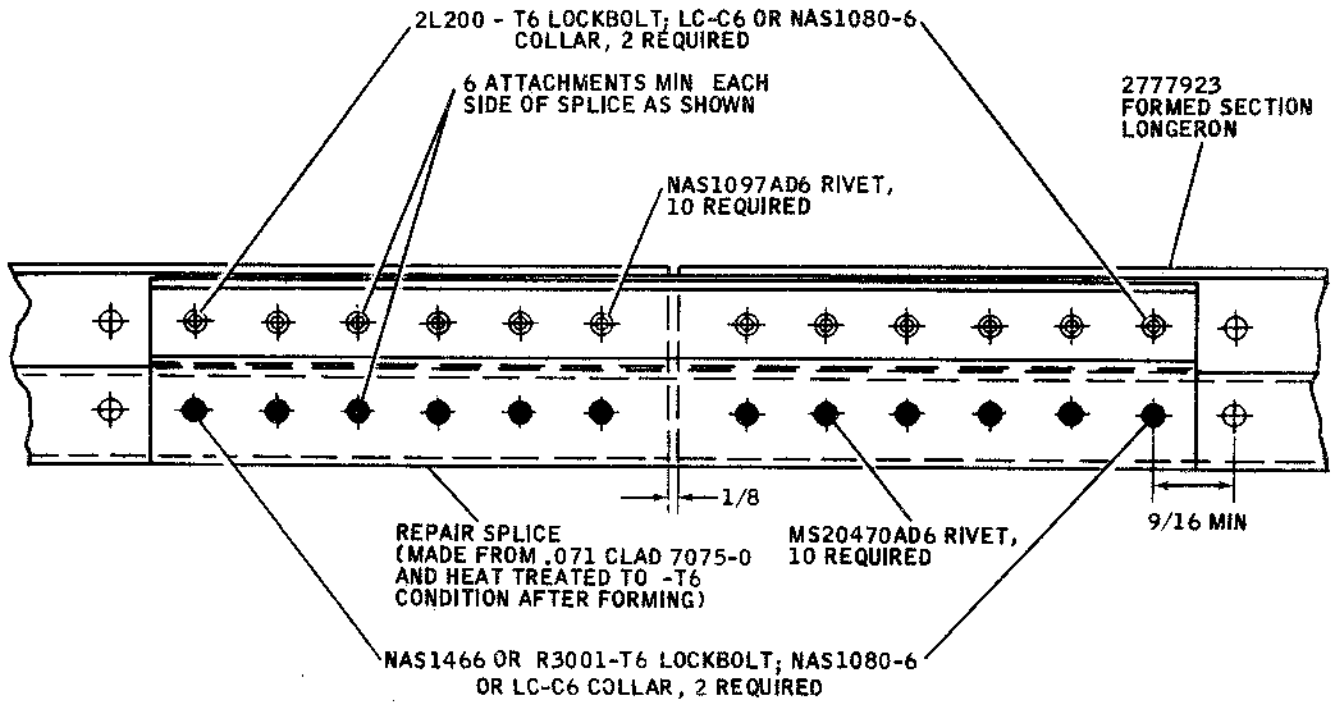 2L200 - T6 LOCKBOLT; LC-C6 OR NAS1080-6
COLLAR, 2 REQUIRED
6 ATTACHMENTS MIN EACH
SIDE OF SPLICE AS SHOWN
2777923
FORMED SECTION
LONGERON
NAS1097AD6 RIVET,
10 REQUIRED
1/8
9/16 MIN
REPAIR SPLICE
(MADE FROM .071 CLAD 7075-0
AND HEAT TREATED TO -T6
CONDITION AFTER FORMING)
MS20470AD6 RIVET,
10 REQUIRED
NAS1466 OR R3001-T6 LOCKBOLT; NAS1080-6
OR LC-C6 COLLAR, 2 REQUIRED